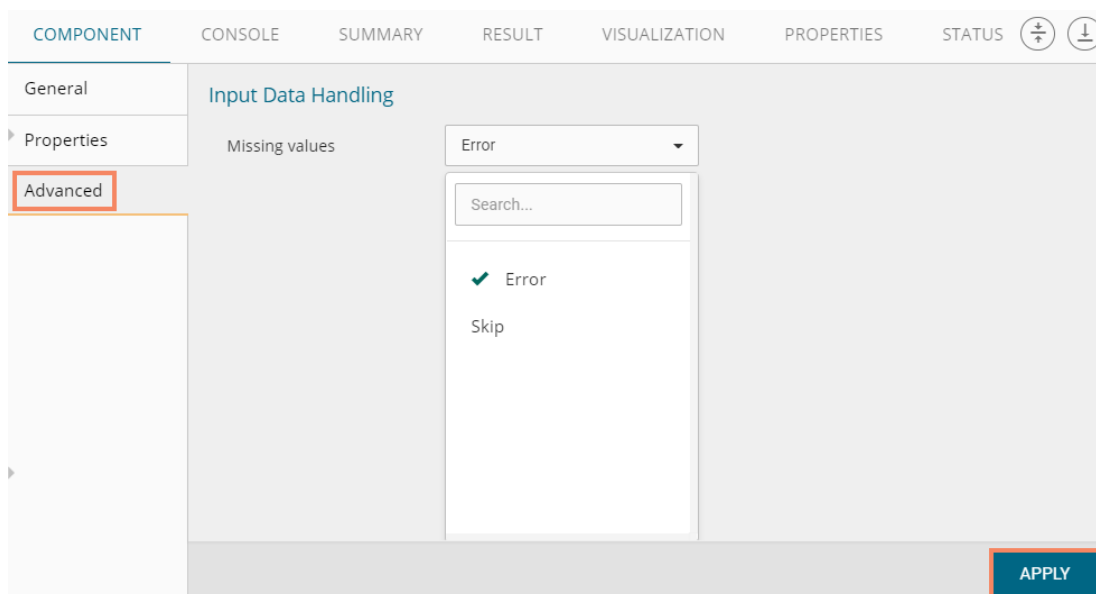 COMPONENT CONSOLE SUMMARY RESULT VISUALIZATION PROPERTIES STATUS
General
Input Data Handling
Properties
Missing values
Error
Advanced
Search...
Error
Skip
APPLY